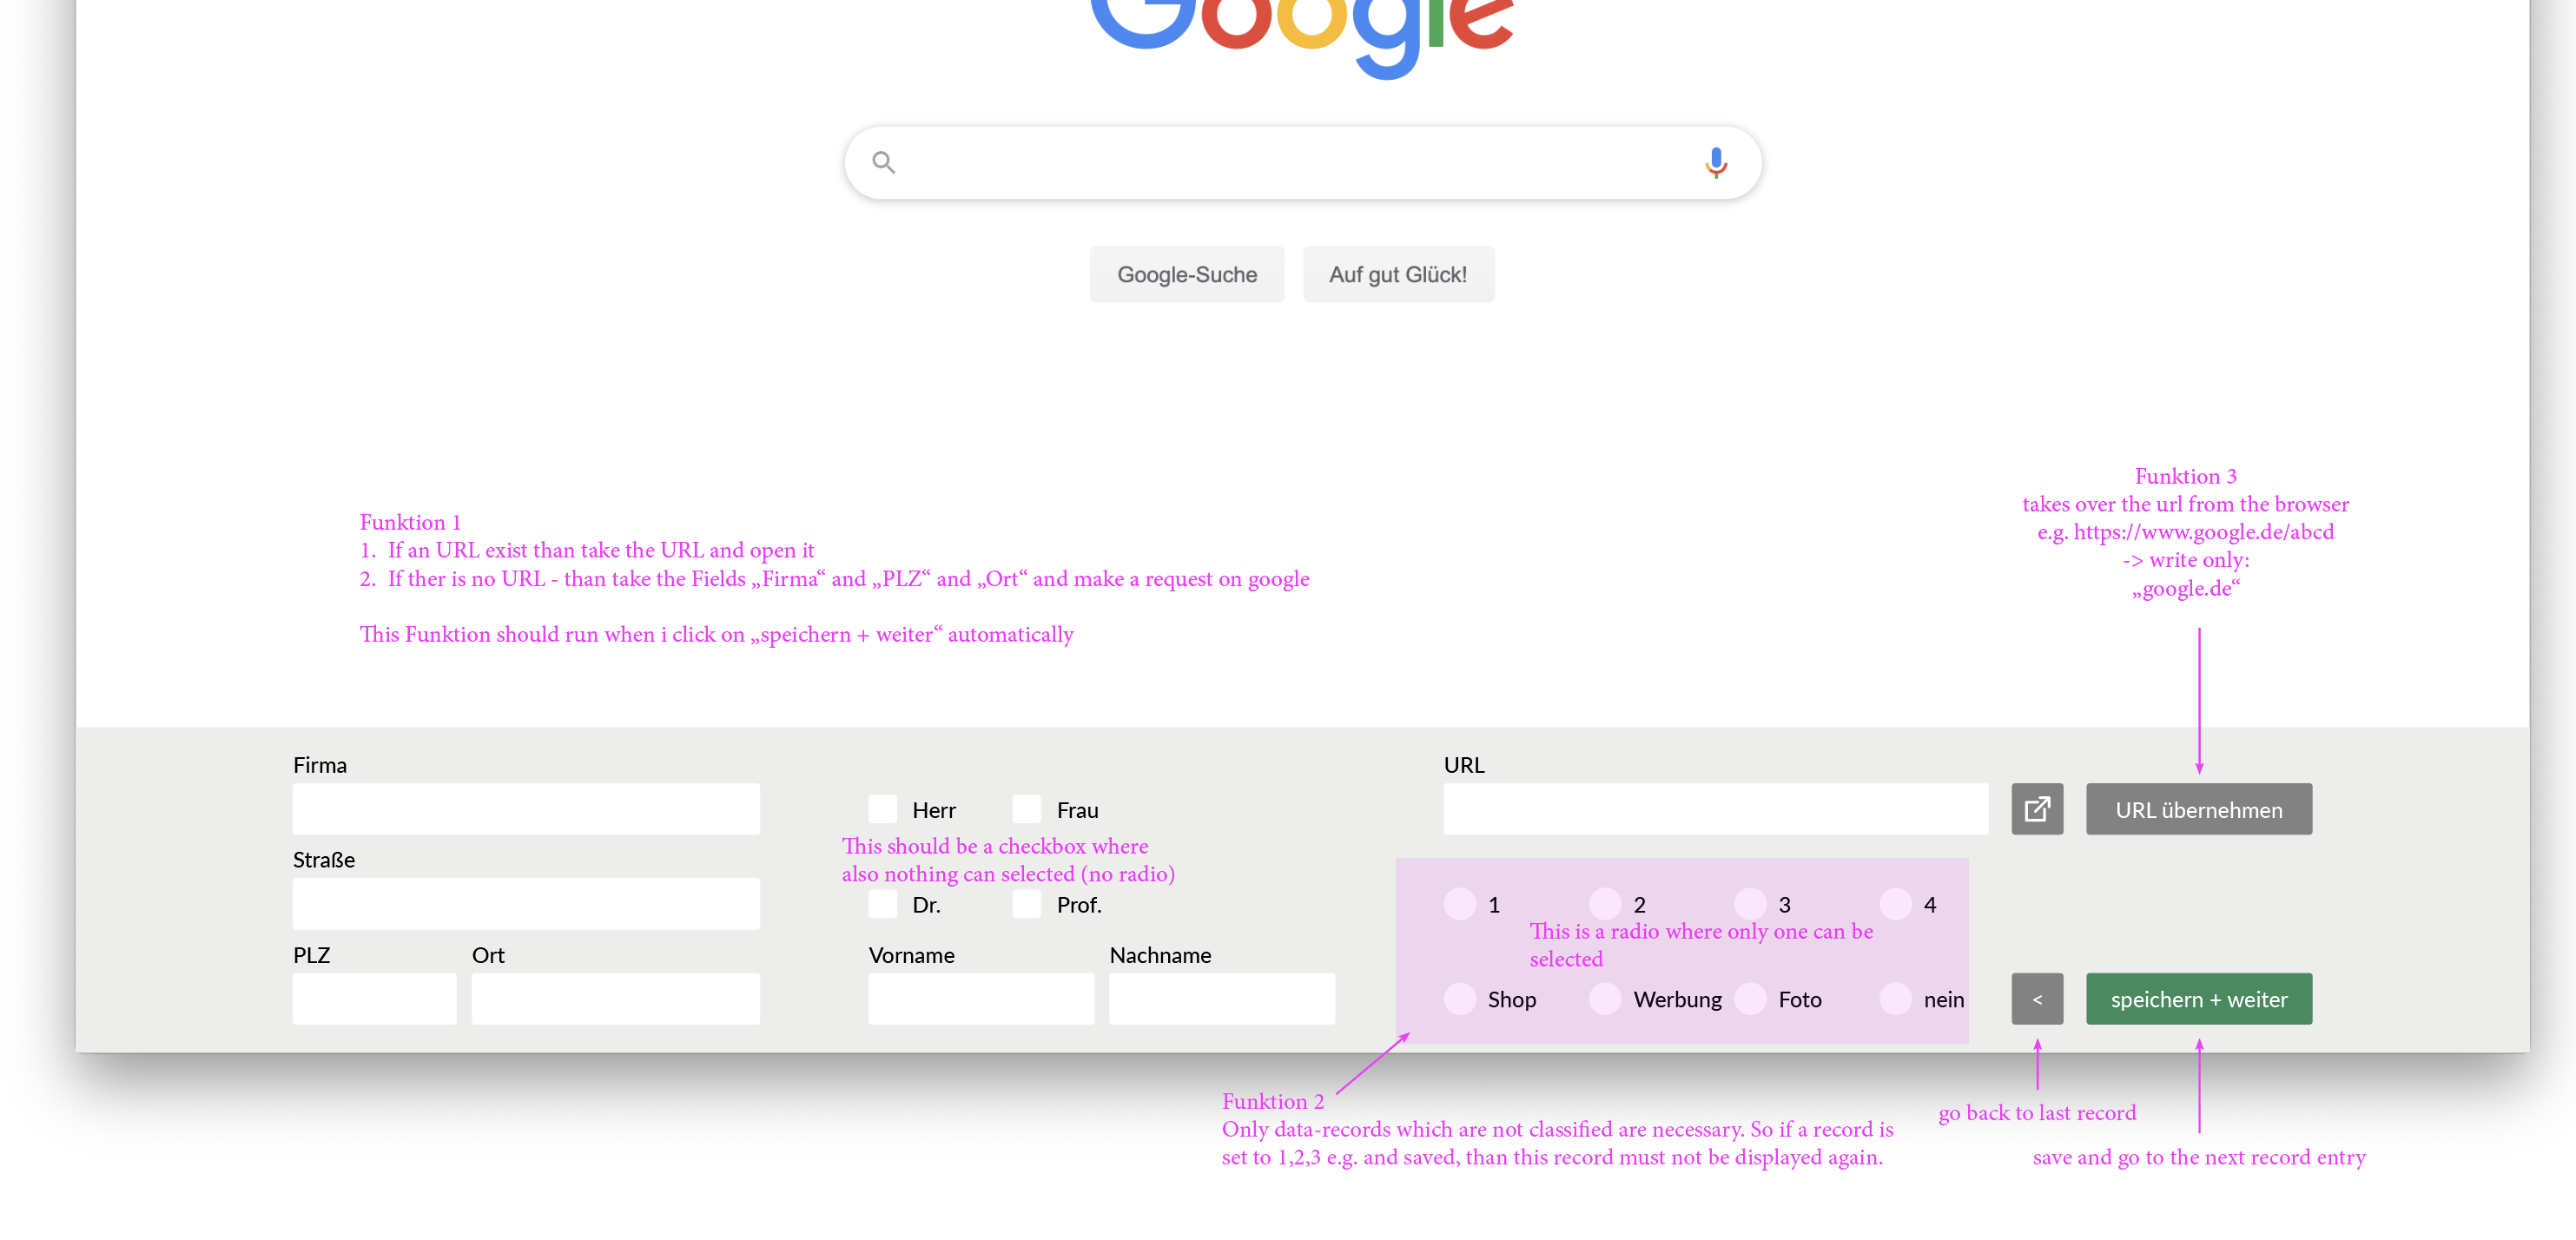 Google
Google-Suche
Auf gut Glück!
Funktion 3
takes over the url from the browser
e.g. https://www.google.de/abcd
-> write only:
„google.de“
Funktion 1
1. If an URL exist than take the URL and open it
2. If ther is no URL - than take the Fields „Firma“ and „PLZ“ and „Ort“ and make a request on google
This Funktion should run when i click on „speichern + weiter“ automatically
Firma
Straße
PLZ
Ort
Herr
Frau
This should be a checkbox where
also nothing can selected (no radio)
Dr.
Prof.
Vorname
Nachname
URL
URL übernehmen
1
2
3
4
This is a radio where only one can be
selected
Shop
Werbung
Foto
nein
<
speichern + weiter
Funktion 2
Only data-records which are not classified are necessary. So if a record is
set to 1,2,3 e.g. and saved, than this record must not be displayed again.
go back to last record
save and go to the next record entry